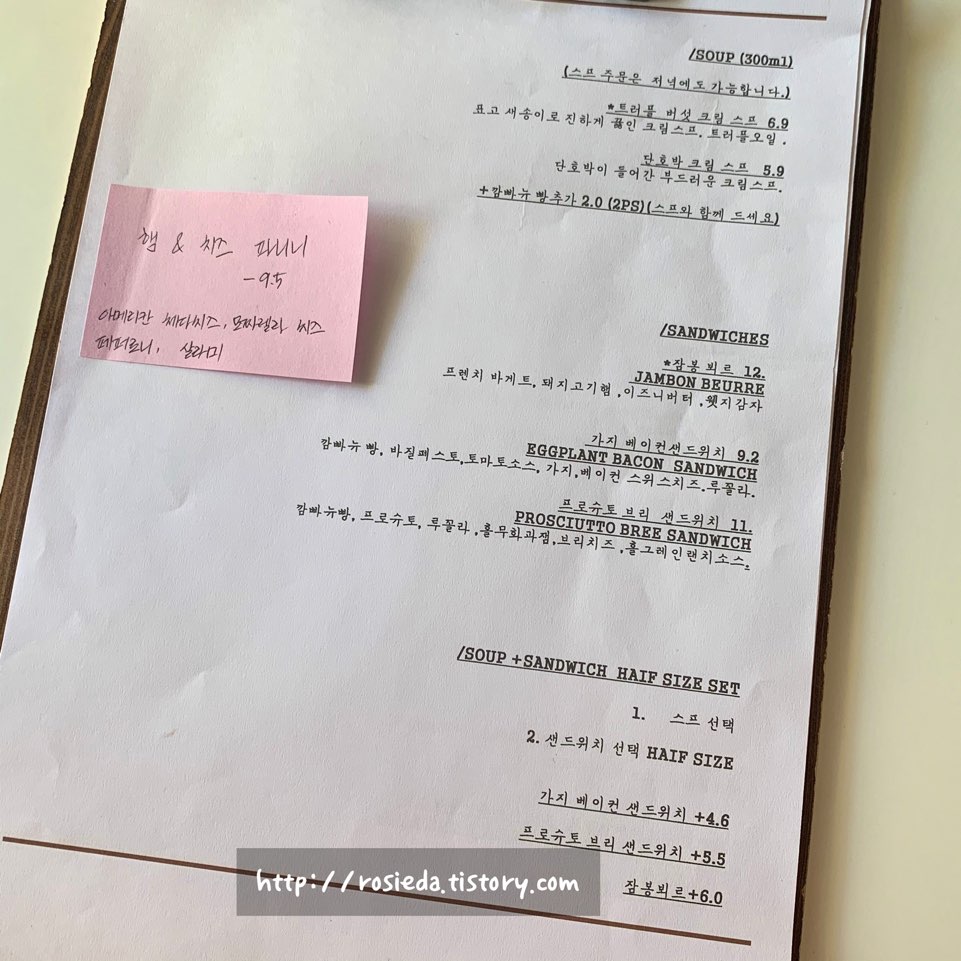 /SOUP (300ml)
(스프 주문은 저녁에도 가능합니다.)
*트러플 버섯 크림 스프 6.9
표고 새송이로 진하게 끓인 크림스프. 트러플오일 .
단호박 크림 스프 5.9
단호박이 들어간 부드러운 크림스프.
+깜빠뉴 빵추가 2.0 (2PS)(스프와 함께 드세요)
햄 & 치즈 파니니
- 9.5
아메리칸 체다치즈, 모짜렐라 치즈
페퍼로니, 살라미
/SANDWICHES
*잠봉 뵈르 12.
JAMBON BEURRE
프렌치 바게트, 돼지고기햄 ,이즈니버터 .웻지감자
가지 베이컨샌드위치 9.2
EGGPLANT BACON SANDWICH
깜빠뉴 빵, 바질페스토,토마토소스, 가지,베이컨 스위스치즈.루꼴라.
프로슈토 브리 샌드위치 11.
PROSCIUTTO BREE SANDWICH
깜빠뉴빵, 프로슈토, 루꼴라 ,홀무화과잼,브리치즈 ,홀그레인랜치소스.
/SOUP +SANDWICH HAIF SIZE SET
1. 스프 선택
2. 샌드위치 선택 HAIF SIZE
가지 베이컨 샌드위치 +4.6
프로슈토 브리 샌드위치 +5.5
잠봉뵈르+6.0
http://rosieda.tistory.com